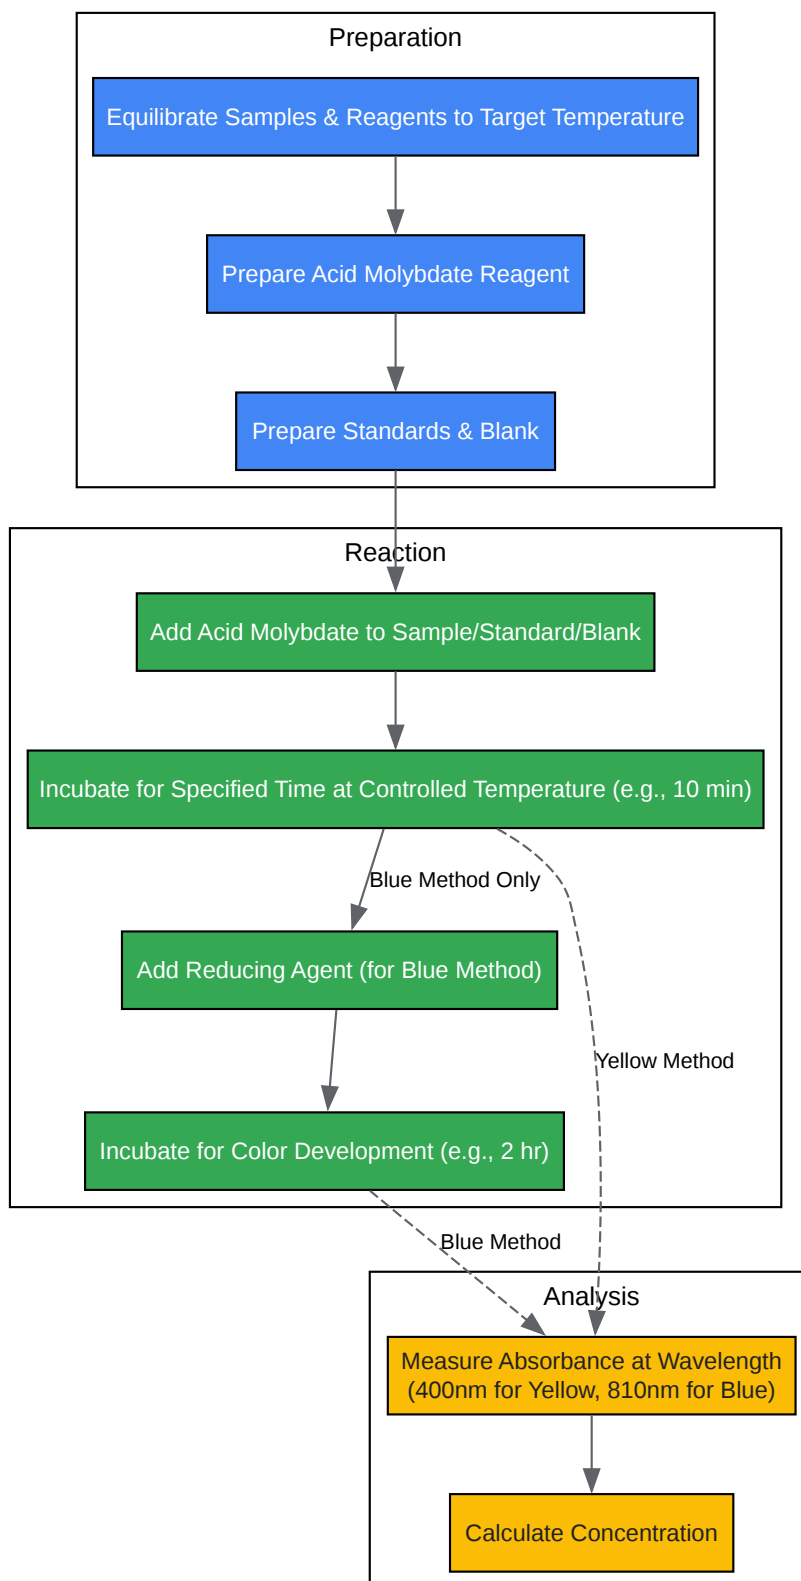 Preparation
Equilibrate Samples & Reagents to Target Temperature
Prepare Acid Molybdate Reagent
Prepare Standards & Blank
Reaction
Add Acid Molybdate to Sample/Standard/Blank
Incubate for Specified Time at Controlled Temperature (e.g., 10 min)
Blue Method Only
Add Reducing Agent (for Blue Method)
Yellow Method
Incubate for Color Development (e.g., 2 hr)
Blue Method
Analysis
Measure Absorbance at Wavelength
(400nm for Yellow, 810nm for Blue)
Calculate Concentration